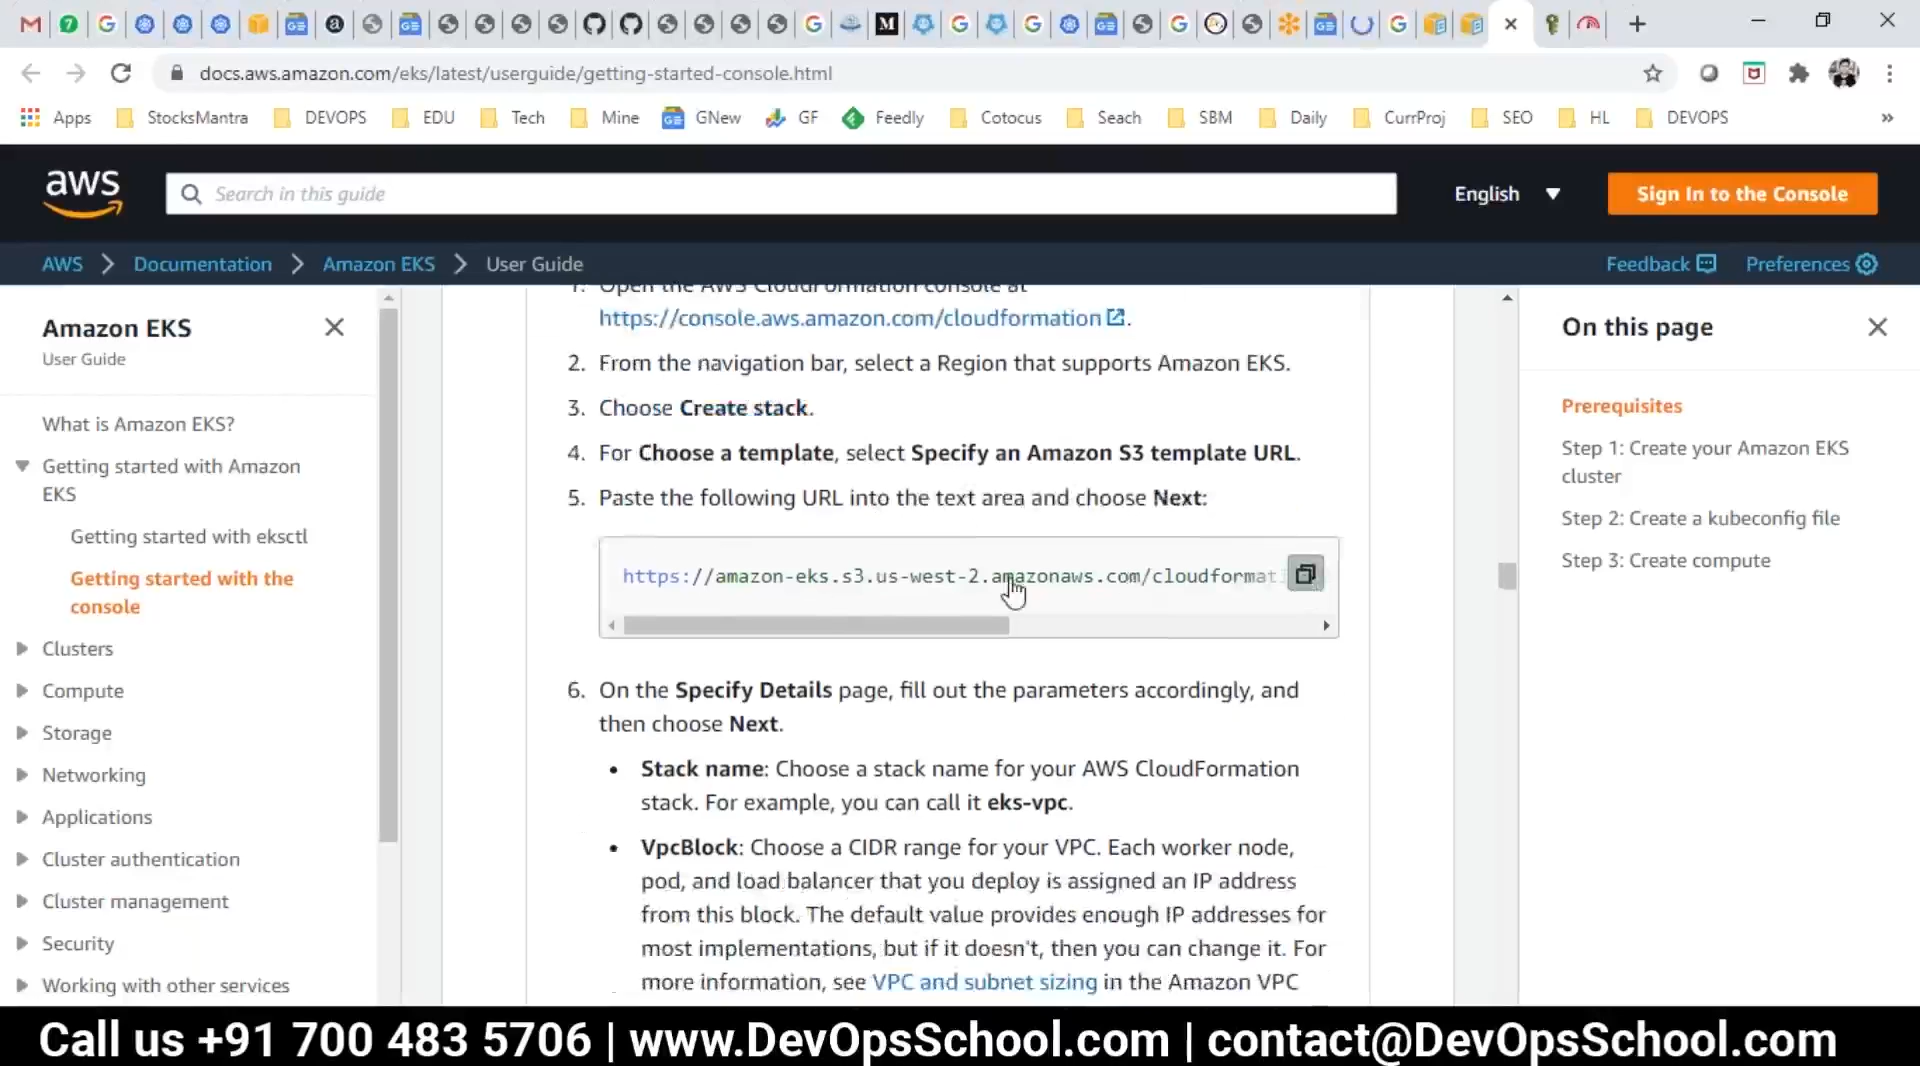 docs.aws.amazon.com/eks/latest/userguide/getting-started-console.html
Apps StocksMantra DEVOPS EDU Tech Mine GNew GF Feedly Cotocus Seach SBM Daily CurrProj SEO HL DEVOPS »
aws Search in this guide English Sign In to the Console
AWS Documentation Amazon EKS User Guide Feedback Preferences
Amazon EKS
User Guide
What is Amazon EKS?
Getting started with Amazon
EKS
Getting started with eksctl
Getting started with the
console
Clusters
Compute
Storage
Networking
Applications
Cluster authentication
Cluster management
Security
Working with other services
1. Open the AWS CloudFormation console at
https://console.aws.amazon.com/cloudformation.
2. From the navigation bar, select a Region that supports Amazon EKS.
3. Choose Create stack.
4. For Choose a template, select Specify an Amazon S3 template URL.
5. Paste the following URL into the text area and choose Next:
https://amazon-eks.s3.us-west-2.amazonaws.com/cloudformati
6. On the Specify Details page, fill out the parameters accordingly, and
then choose Next.
• Stack name: Choose a stack name for your AWS CloudFormation
stack. For example, you can call it eks-vpc.
• VpcBlock: Choose a CIDR range for your VPC. Each worker node,
pod, and load balancer that you deploy is assigned an IP address
from this block. The default value provides enough IP addresses for
most implementations, but if it doesn't, then you can change it. For
more information, see VPC and subnet sizing in the Amazon VPC
On this page
Prerequisites
Step 1: Create your Amazon EKS
cluster
Step 2: Create a kubeconfig file
Step 3: Create compute
Call us +91 700 483 5706 | www.DevOpsSchool.com | contact@DevOpsSchool.com